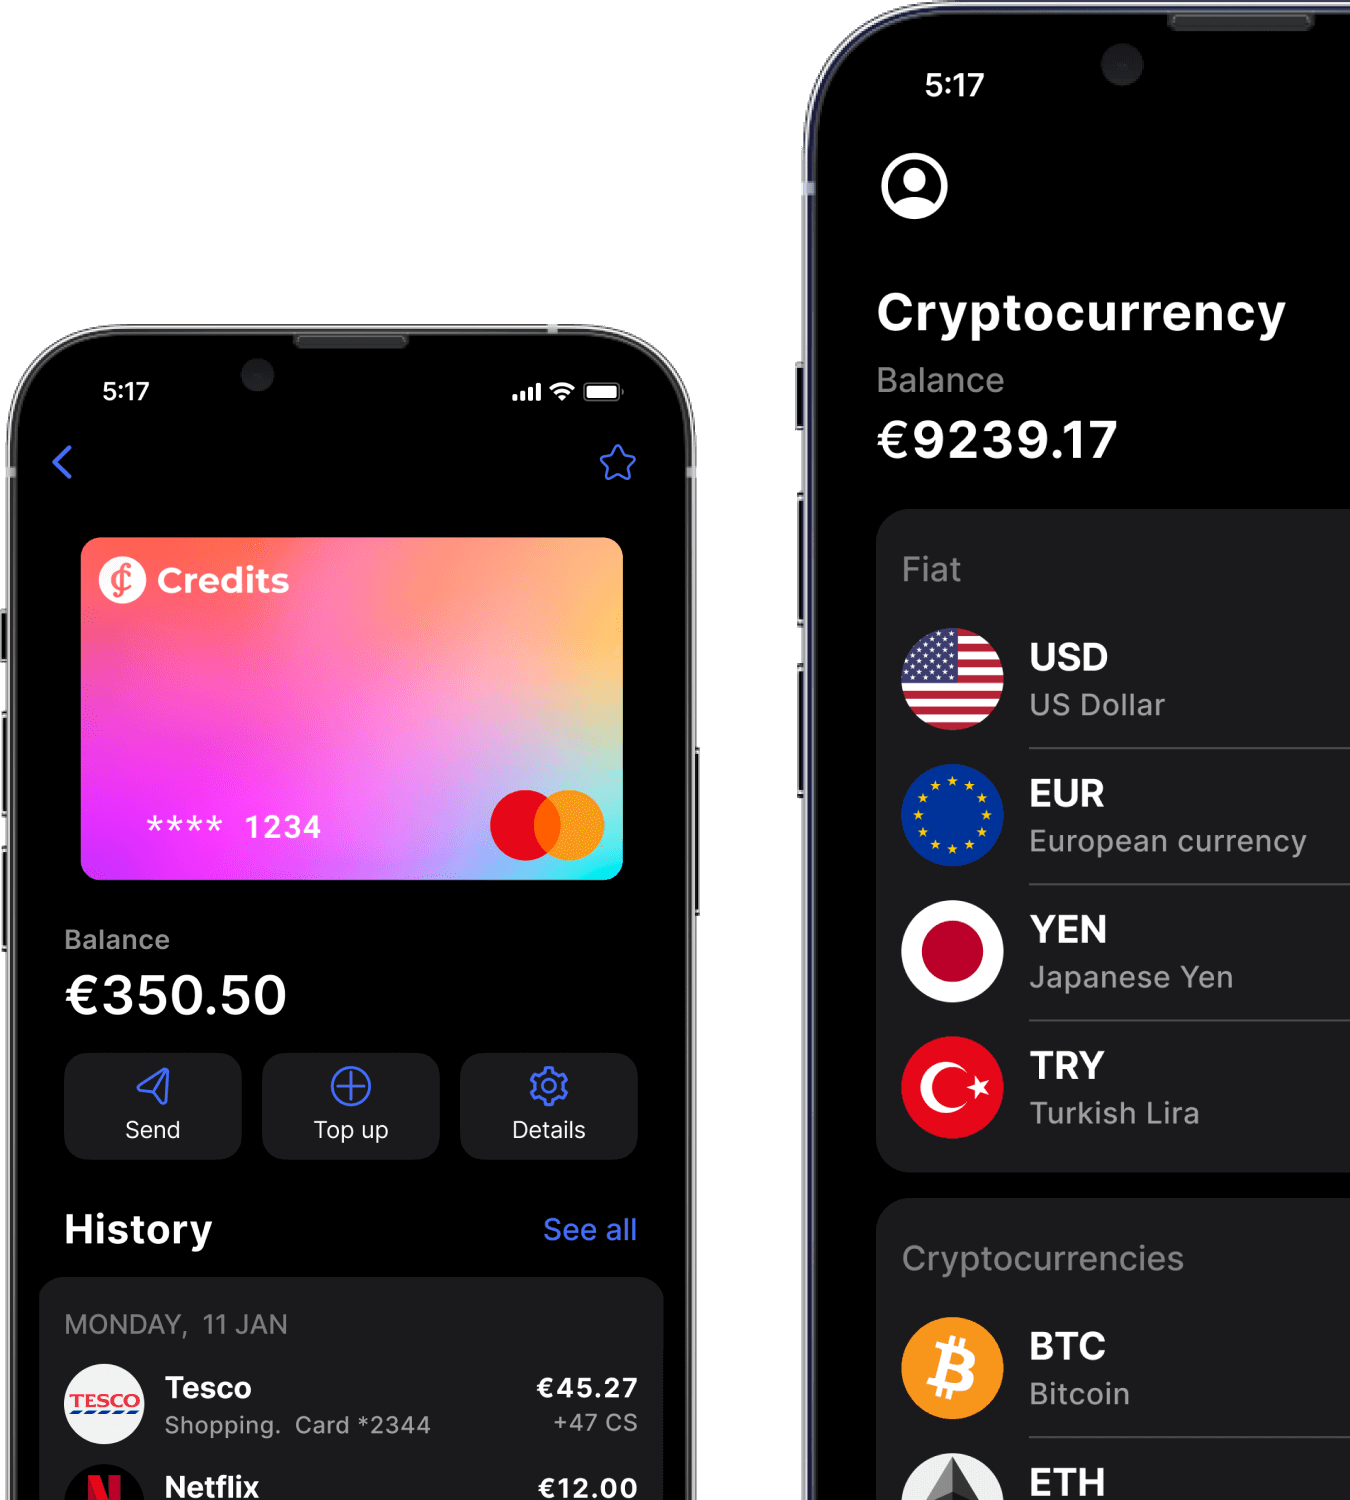 5:17
Credits
**** 1234
Balance
€350.50
Send
Top up
Details
History
See all
MONDAY, 11 JAN
TESCO
Tesco
€45.27
Shopping. Card *2344
+47 CS
N
Netflix
€12.00
5:17
Cryptocurrency
Balance
€9239.17
Fiat
USD
US Dollar
EUR
European currency
YEN
Japanese Yen
TRY
Turkish Lira
Cryptocurrencies
BTC
Bitcoin
ETH